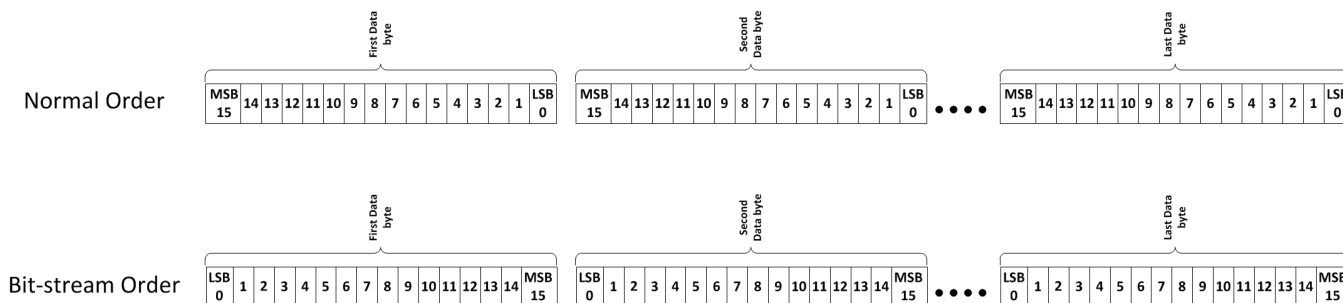 First Data byte
Second Data byte
Last Data byte
Normal Order
MSB 15 14 13 12 11 10 9 8 7 6 5 4 3 2 1 LSB 0
MSB 15 14 13 12 11 10 9 8 7 6 5 4 3 2 1 LSB 0
MSB 15 14 13 12 11 10 9 8 7 6 5 4 3 2 1 LSB 0
First Data byte
Second Data byte
Last Data byte
Bit-stream Order
LSB 0 1 2 3 4 5 6 7 8 9 10 11 12 13 14 MSB 15
LSB 0 1 2 3 4 5 6 7 8 9 10 11 12 13 14 MSB 15
LSB 0 1 2 3 4 5 6 7 8 9 10 11 12 13 14 MSB 15